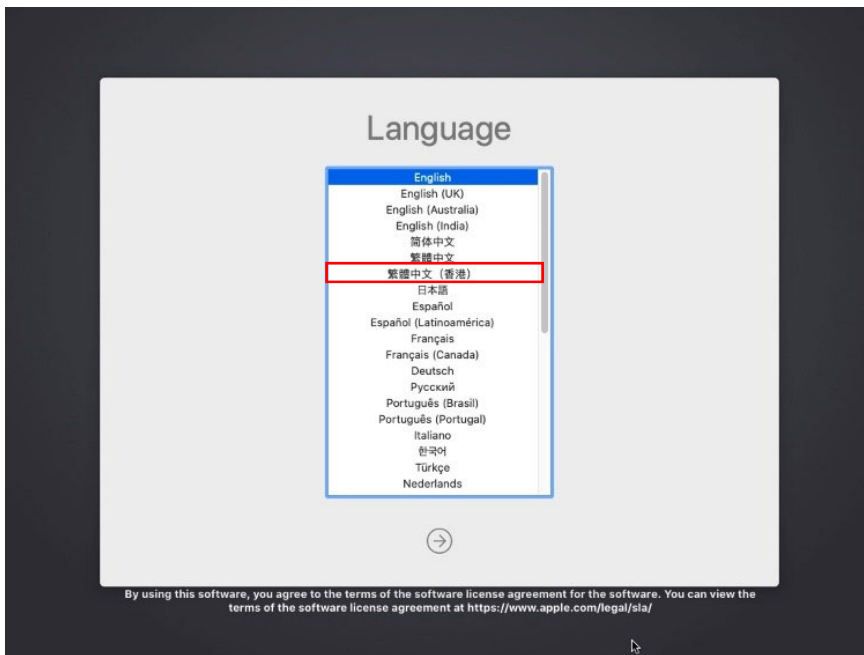 Language
English
English (UK)
English (Australia)
English (India)
简体中文
繁體中文
繁體中文（香港）
日本語
Español
Español (Latinoamérica)
Français
Français (Canada)
Deutsch
Русский
Português (Brasil)
Português (Portugal)
Italiano
한국어
Türkçe
Nederlands
By using this software, you agree to the terms of the software license agreement for the software. You can view the
terms of the software license agreement at https://www.apple.com/legal/sla/